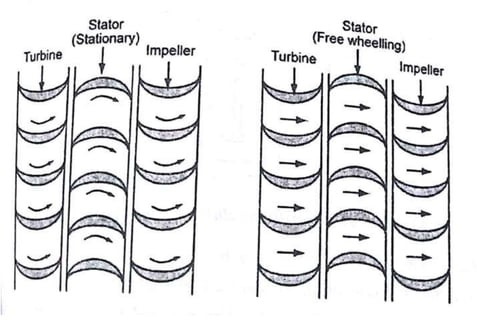 Stator
(Stationary)
Turbine
Impeller
Stator
(Free wheelling)
Turbine
Impeller